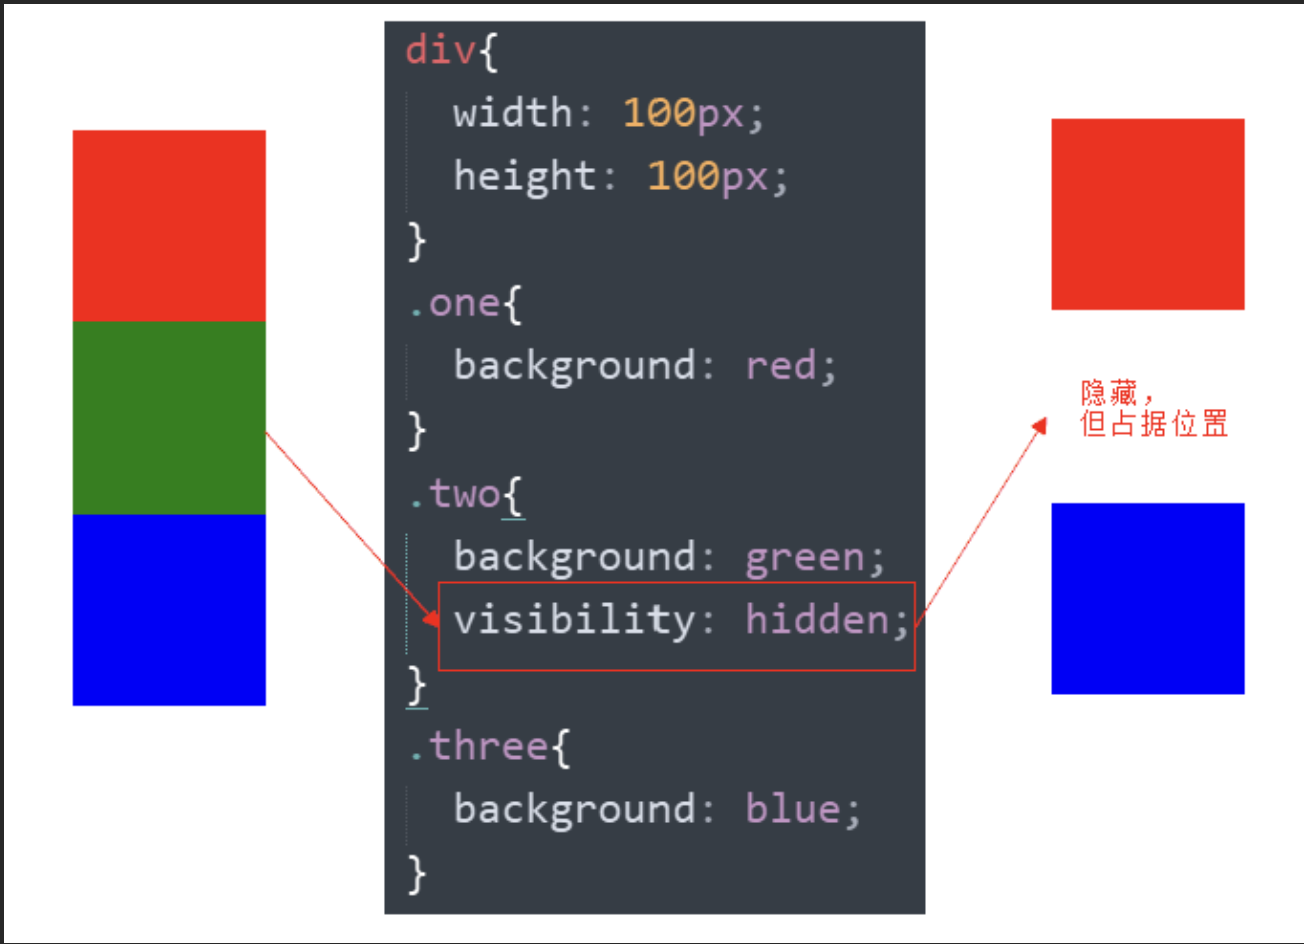 div{
width: 100px;
height: 100px;
}
.one{
background: red;
}
.two{
background: green;
visibility: hidden;
}
.three{
background: blue;
}
隐藏，
但占据位置